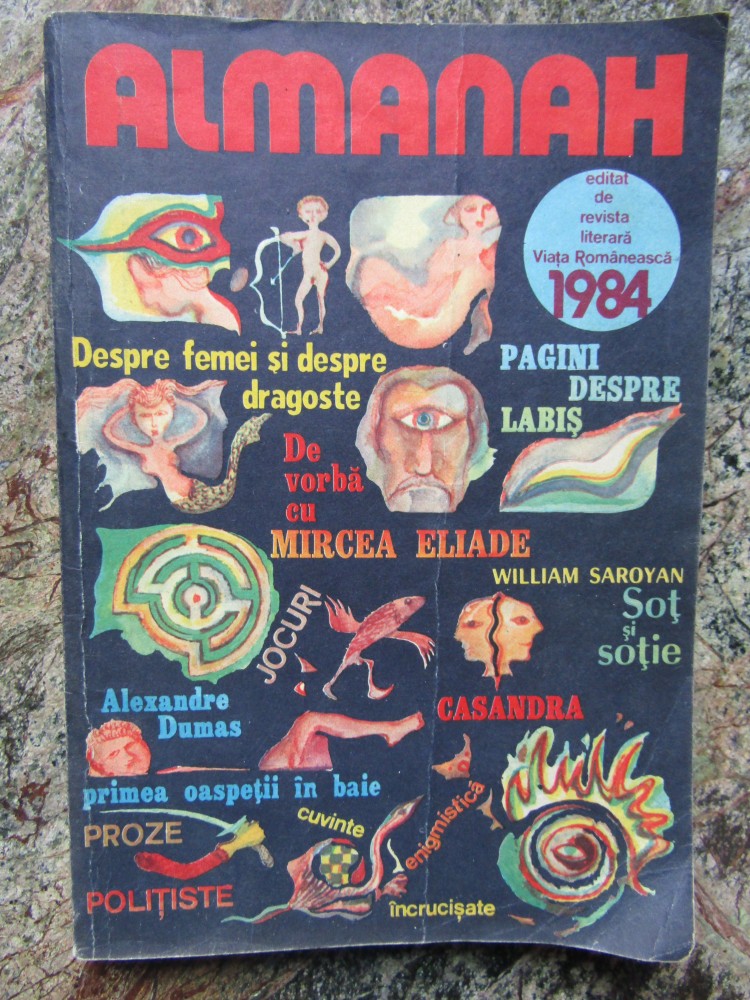 ALMANAH
editat
de
revista
literară
Viața Românească
1984
Despre femei și despre
dragoste
PAGINI
DESPRE
LABIȘ
De
vorbă
cu
MIRCEA ELIADE
WILLIAM SAROYAN
Soț
și
soție
JOCURI
Alexandre
Dumas
CASANDRA
primea oaspeții în baie
PROZE
POLIȚISTE
cuvinte
încrucișate
enigmistică